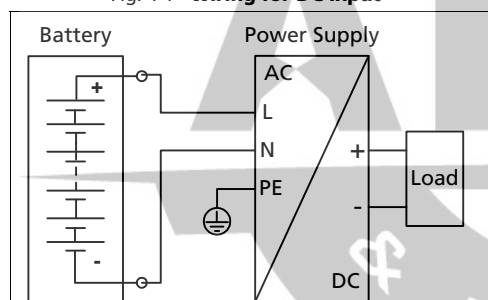 Wiring for DC Input
Battery
Power Supply
+
AC
L
N
PE
+
-
Load
-
DC